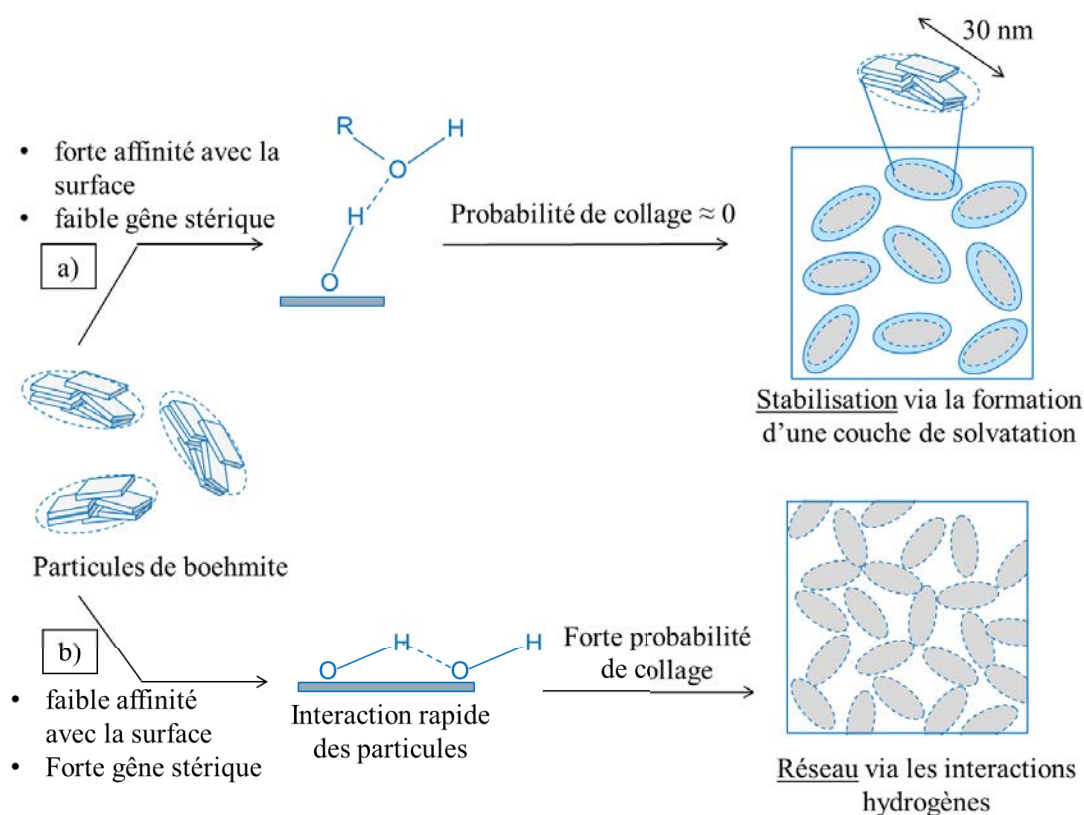 30 nm
• forte affinité avec la
surface
• faible gêne stérique
a)
R
H
O
H
O
Probabilité de collage ≈ 0
Stabilisation via la formation
d'une couche de solvatation
Particules de boehmite
b)
• faible affinité
avec la surface
• Forte gêne stérique
H
H
O
O
Interaction rapide
des particules
Forte probabilité
de collage
Réseau via les interactions
hydrogènes